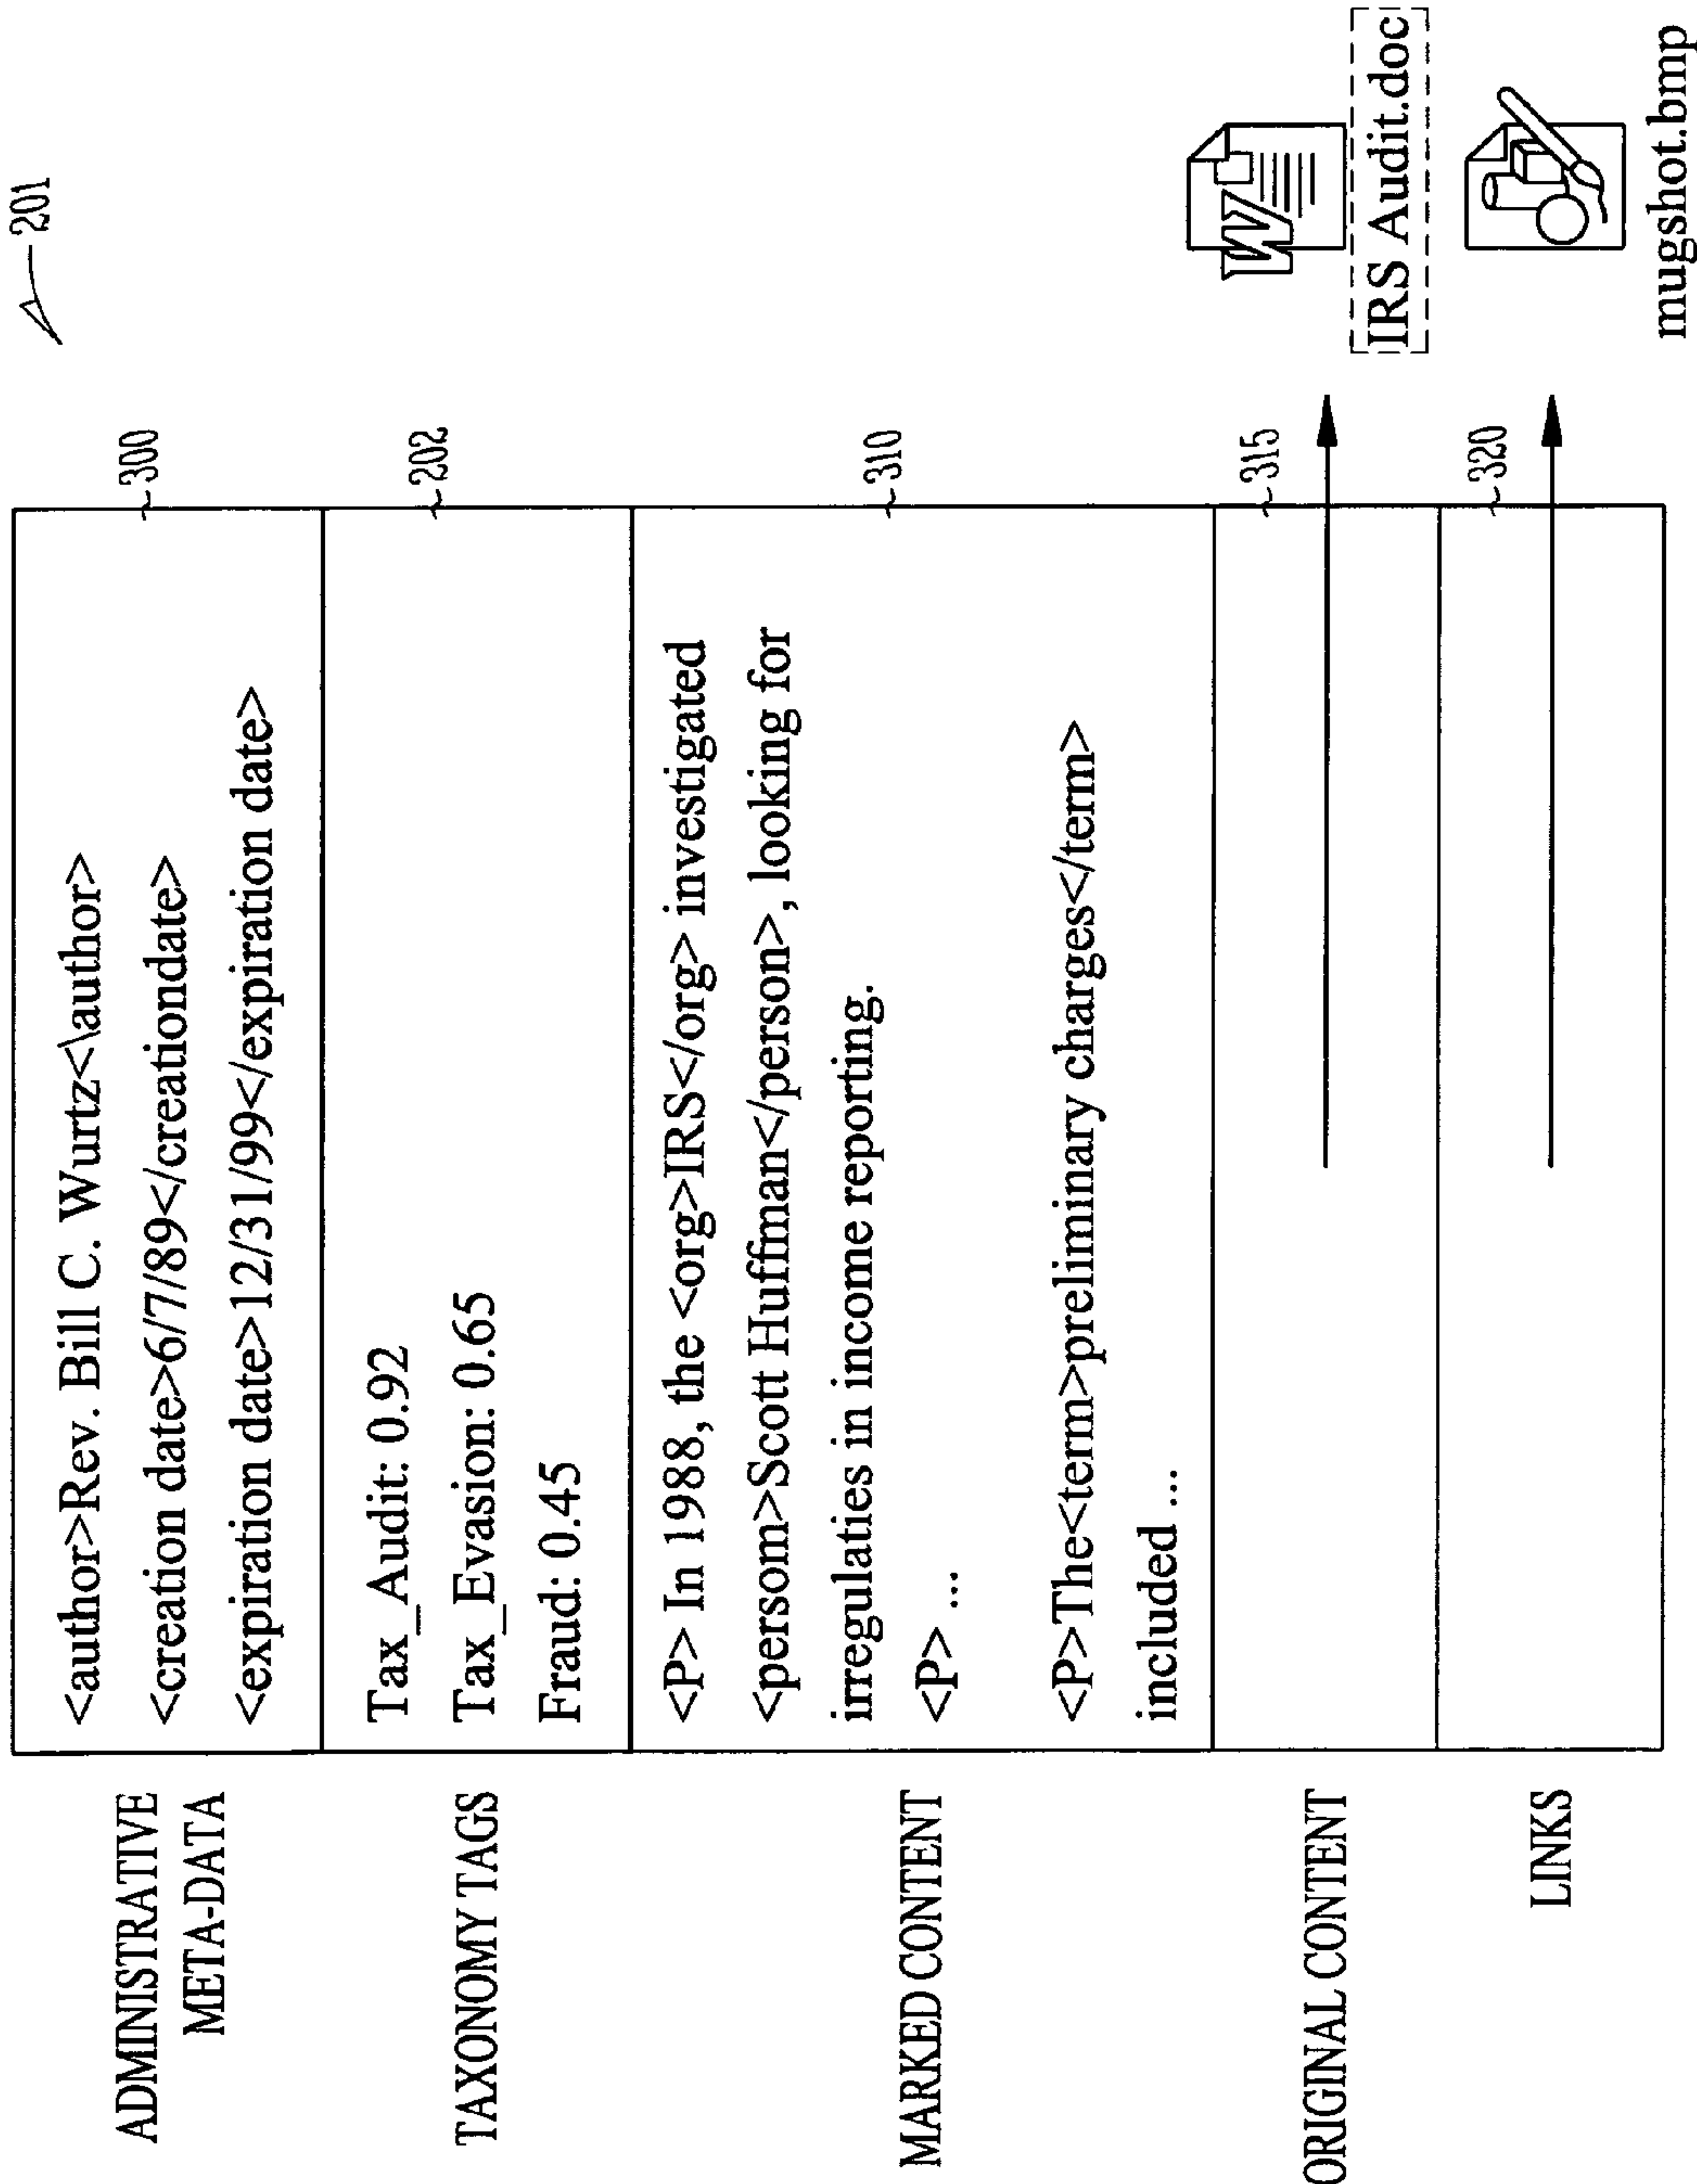 201
ADMINISTRATIVE
META-DATA
<author>Rev. Bill C. Wurtz<\author>
<creation date>6/7/89</creationdate>
<expiration date>12/31/99</expiration date>
300
TAXONOMY TAGS
Tax_Audit: 0.92
Tax_Evasion: 0.65
Fraud: 0.45
202
MARKED CONTENT
<P> In 1988, the <org>IRS</org> investigated
<persom>Scott Huffman</person>, looking for
irregulaties in income reporting.
<P> ...
<P>The<term>preliminary charges</term>
included ...
310
ORIGINAL CONTENT
315
W
IRS Audit.doc
LINKS
320
mugshot.bmp